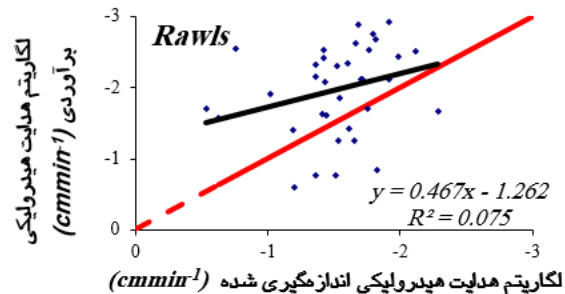 لگاریتم هدایت هیدرولیکی
برآوردی (cmmin-1)
-3
-2
-1
0
Rawls
y = 0.467x - 1.262
R² = 0.075
0
-1
-2
-3
لگاریتم هدایت هیدرولیکی اندازه‌گیری شده (cmmin-1)